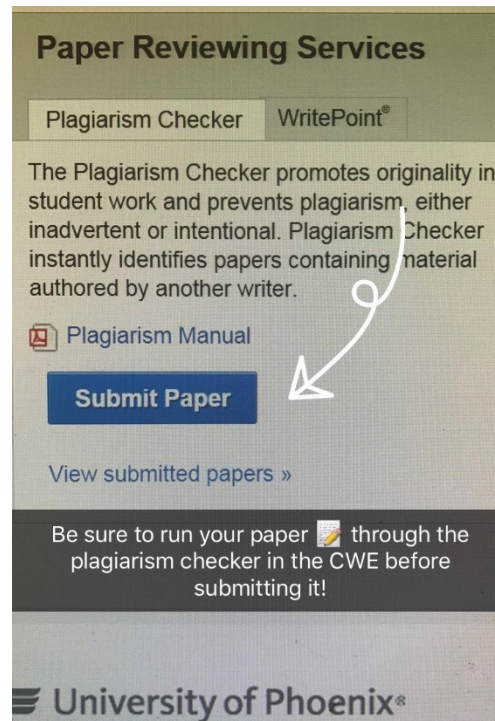 Paper Reviewing Services
Plagiarism Checker
WritePoint®
The Plagiarism Checker promotes originality in
student work and prevents plagiarism, either
inadvertent or intentional. Plagiarism Checker
instantly identifies papers containing material
authored by another writer.
Plagiarism Manual
Submit Paper
View submitted papers »
Be sure to run your paper 📝 through the
plagiarism checker in the CWE before
submitting it!
University of Phoenix®